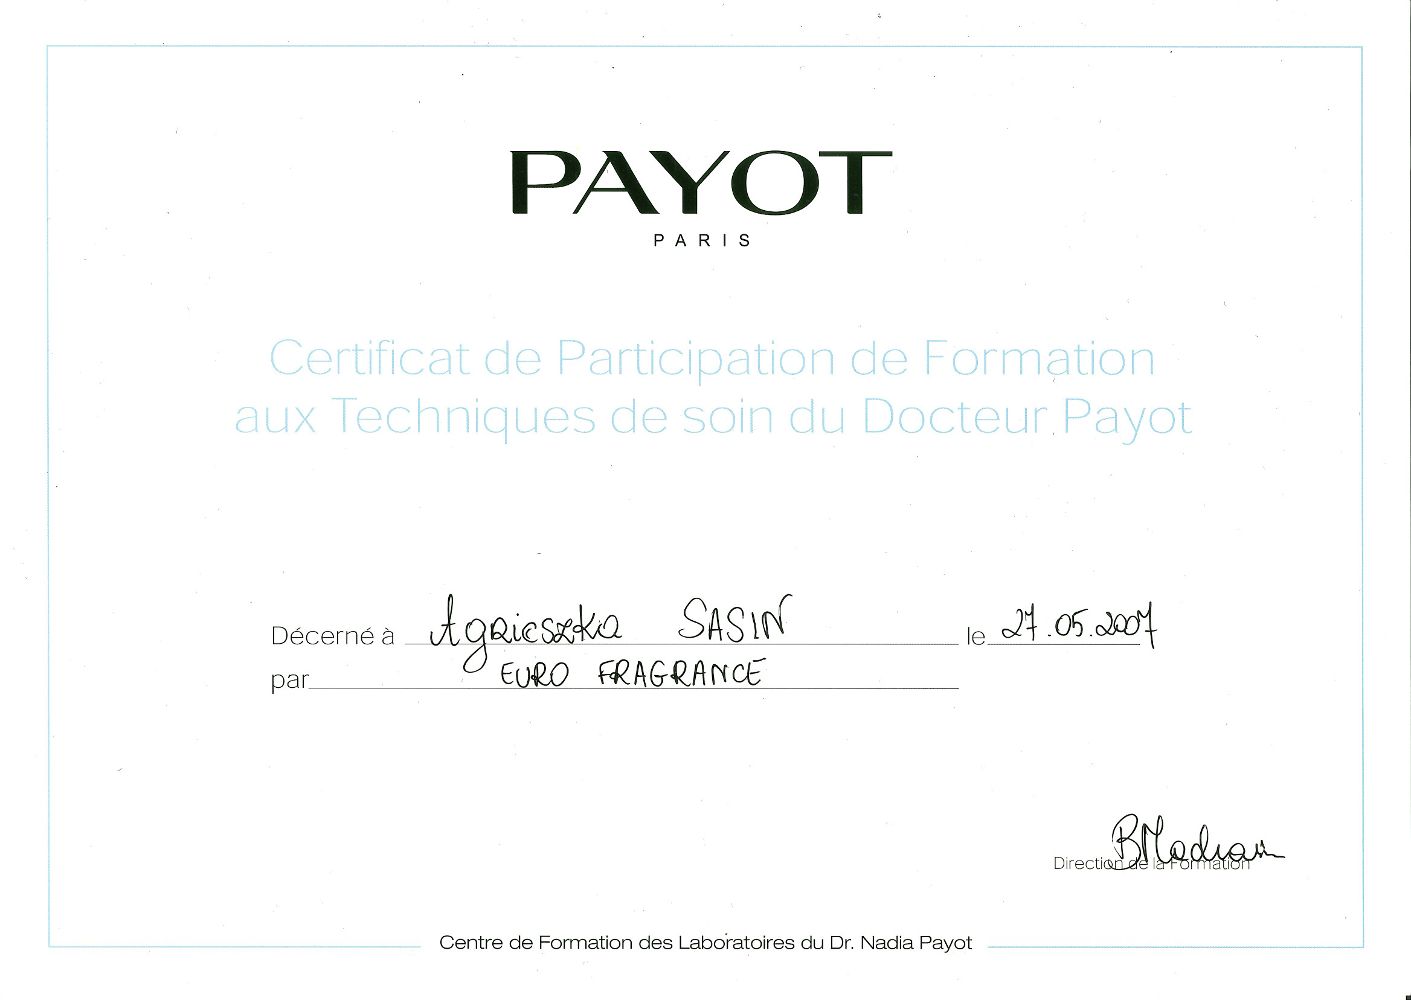 PAYOT
PARIS
Certificat de Participation de Formation
aux Techniques de soin du Docteur Payot
Décerné à Agnieszka SASIN le 27.05.2007
par EURO FRAGRANCE
Direction de la Formation
Centre de Formation des Laboratoires du Dr. Nadia Payot